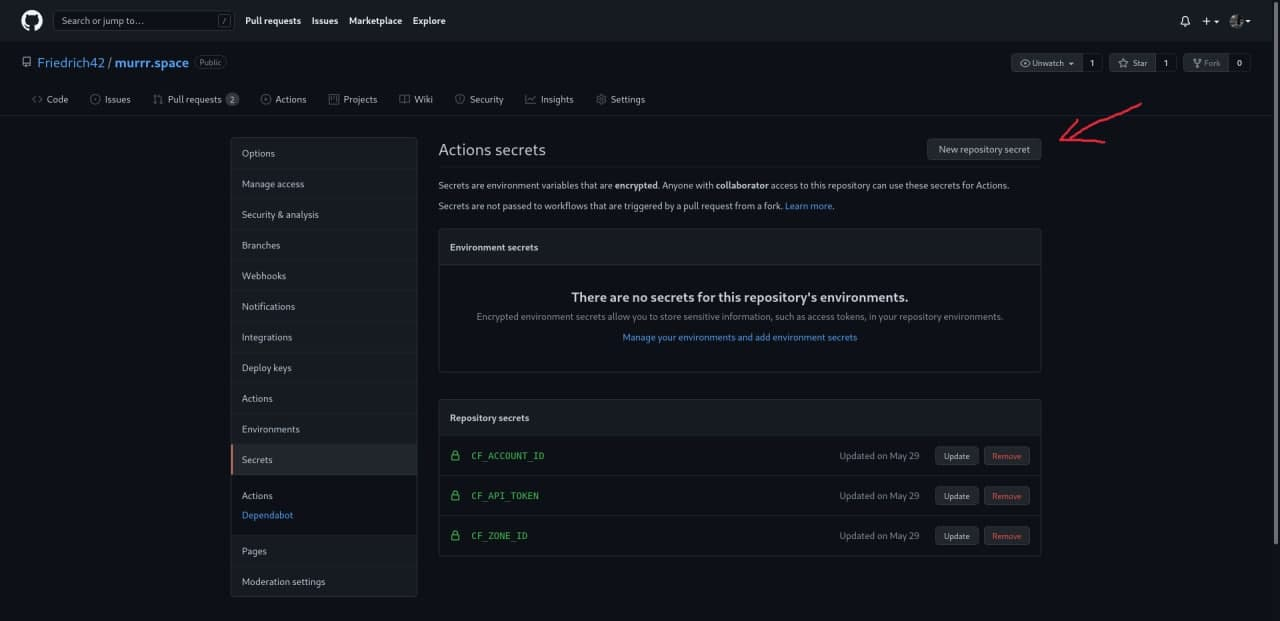 Search or jump to... /
Pull requests Issues Marketplace Explore
Friedrich42 / murrr.space Public
Unwatch 1 Star 1 Fork 0
Code Issues Pull requests 2 Actions Projects Wiki Security Insights Settings
Options
Manage access
Security & analysis
Branches
Webhooks
Notifications
Integrations
Deploy keys
Actions
Environments
Secrets
Actions
Dependabot
Pages
Moderation settings
Actions secrets
New repository secret
Secrets are environment variables that are encrypted. Anyone with collaborator access to this repository can use these secrets for Actions.
Secrets are not passed to workflows that are triggered by a pull request from a fork. Learn more.
Environment secrets
There are no secrets for this repository's environments.
Encrypted environment secrets allow you to store sensitive information, such as access tokens, in your repository environments.
Manage your environments and add environment secrets
Repository secrets
CF_ACCOUNT_ID Updated on May 29 Update Remove
CF_API_TOKEN Updated on May 29 Update Remove
CF_ZONE_ID Updated on May 29 Update Remove